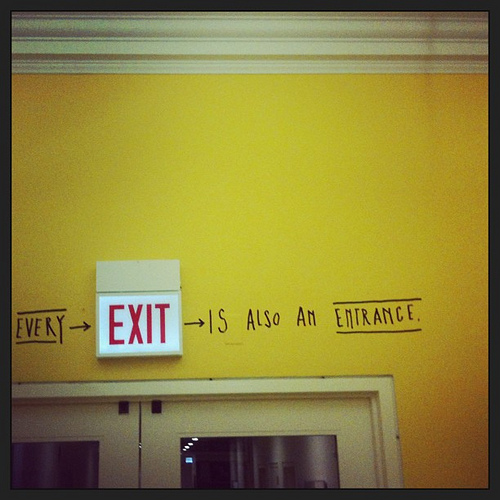 EVERY → EXIT → IS ALSO AN ENTRANCE.